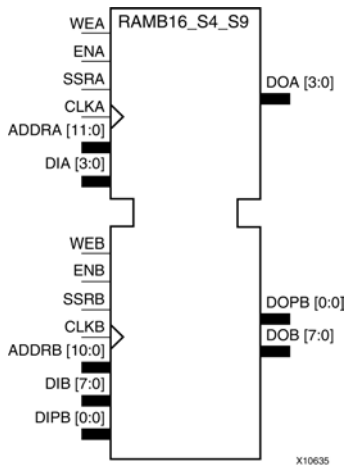 RAMB16_S4_S9
WEA
ENA
SSRA
CLKA
ADDRA [11:0]
DIA [3:0]
DOA [3:0]
WEB
ENB
SSRB
CLKB
ADDRB [10:0]
DIB [7:0]
DIPB [0:0]
DOPB [0:0]
DOB [7:0]
X10635